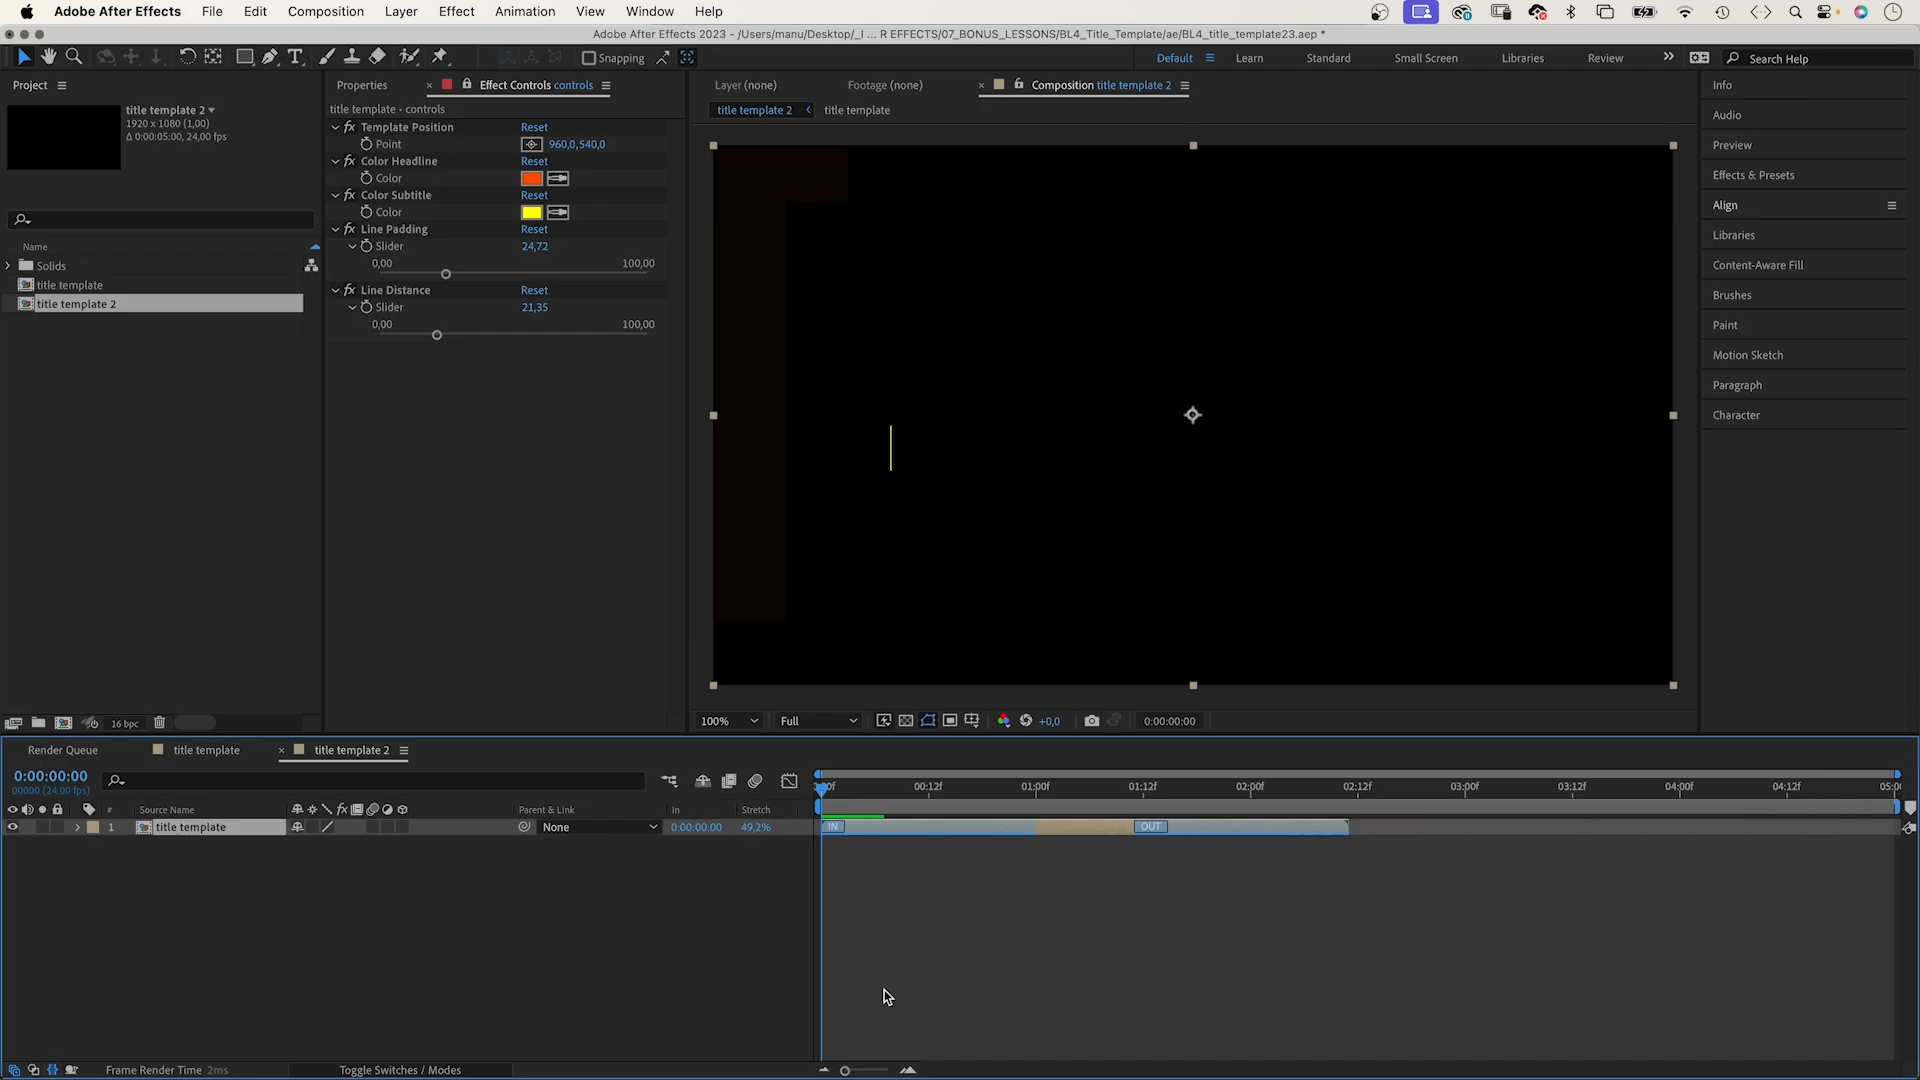 Adobe After Effects File Edit Composition Layer Effect Animation View Window Help
Adobe After Effects 2023 - /Users/manu/Desktop/_I ... R EFFECTS/07_BONUS_LESSONS/BL4_Title_Template/ae/BL4_title_template23.aep *
Snapping Default Learn Standard Small Screen Libraries Review Search Help
Project
title template 2
1920 x 1080 (1,00)
Δ 0:00:05:00, 24,00 fps
Name
Solids
title template
title template 2
16 bpc
Properties Effect Controls controls
title template • controls
Template Position Reset
Point 960,0,540,0
Color Headline Reset
Color
Color Subtitle Reset
Color
Line Padding Reset
Slider 24,72
0,00 100,00
Line Distance Reset
Slider 21,35
0,00 100,00
Layer (none) Footage (none) Composition title template 2
title template 2 title template
100% Full +0,0 0:00:00:00
Info
Audio
Preview
Effects & Presets
Align
Libraries
Content-Aware Fill
Brushes
Paint
Motion Sketch
Paragraph
Character
Render Queue title template title template 2
0:00:00:00
00000 (24.00 fps)
# Source Name Parent & Link In Stretch
1 title template None 0:00:00:00 49,2%
00:12f 01:00f 01:12f 02:00f 02:12f 03:00f 03:12f 04:00f 04:12f
IN OUT
Frame Render Time 2ms Toggle Switches / Modes